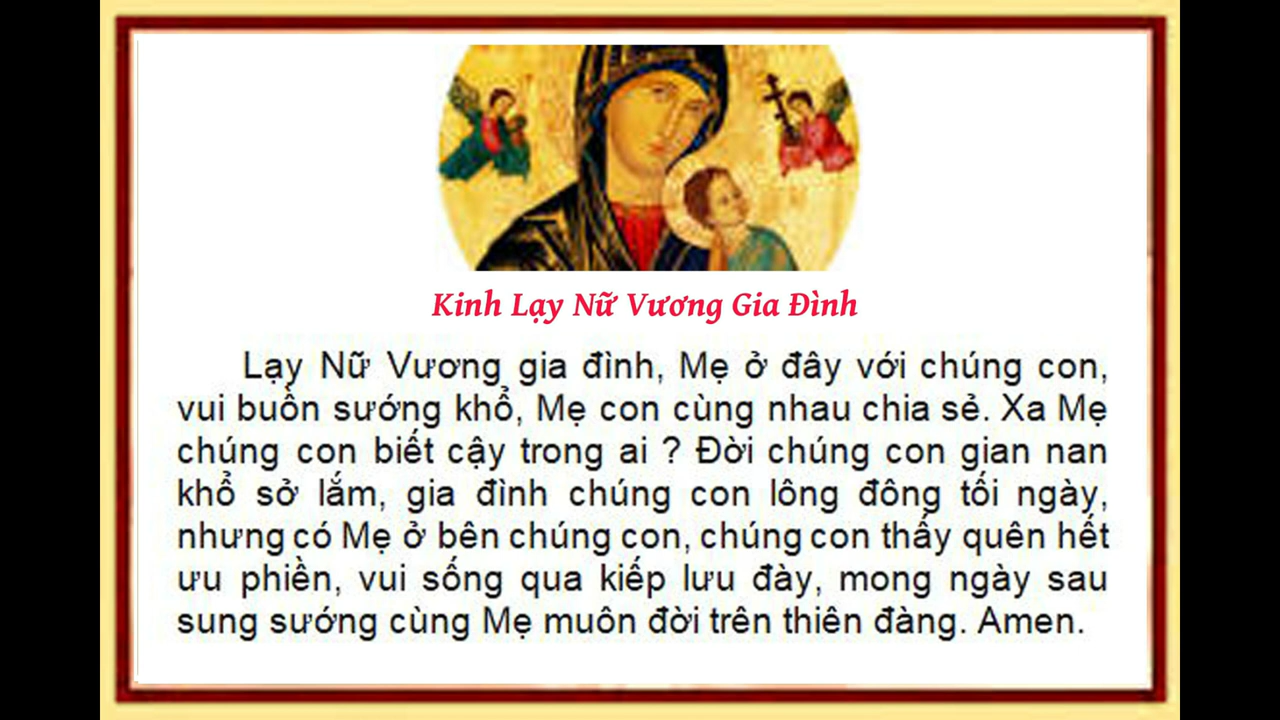 Kinh Lạy Nữ Vương Gia Đình
Lạy Nữ Vương gia đình, Mẹ ở đây với chúng con,
vui buồn sướng khổ, Mẹ con cùng nhau chia sẻ. Xa Mẹ
chúng con biết cậy trong ai ? Đời chúng con gian nan
khổ sở lắm, gia đình chúng con lông đông tối ngày,
nhưng có Mẹ ở bên chúng con, chúng con thấy quên hết
ưu phiền, vui sống qua kiếp lưu đày, mong ngày sau
sung sướng cùng Mẹ muôn đời trên thiên đàng. Amen.